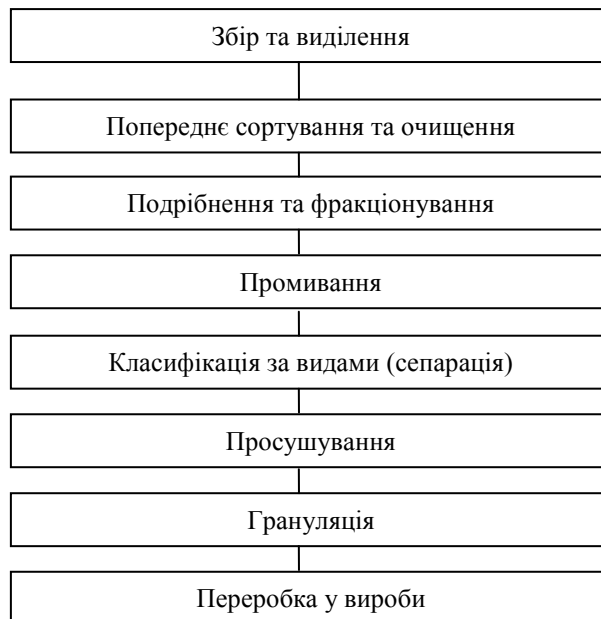 Збір та виділення
Попереднє сортування та очищення
Подрібнення та фракціонування
Промивання
Класифікація за видами (сепарація)
Просушування
Грануляція
Переробка у вироби